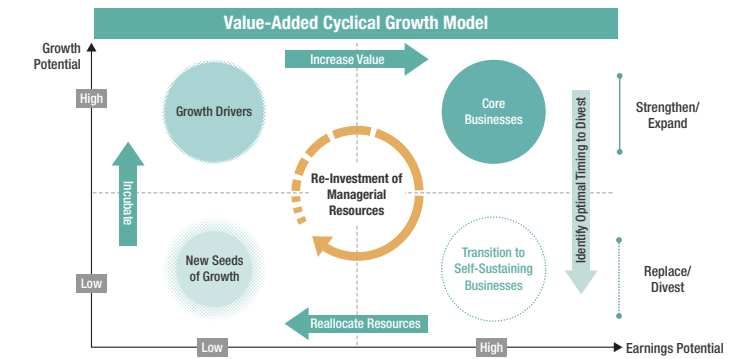 Value-Added Cyclical Growth Model
Growth
Potential
High
Low
Incubate
Growth Drivers
Increase Value
Core
Businesses
Re-Investment of
Managerial
Resources
New Seeds
of Growth
Transition to
Self-Sustaining
Businesses
Reallocate Resources
Identify Optimal Timing to Divest
Strengthen/
Expand
Replace/
Divest
Low
High
Earnings Potential